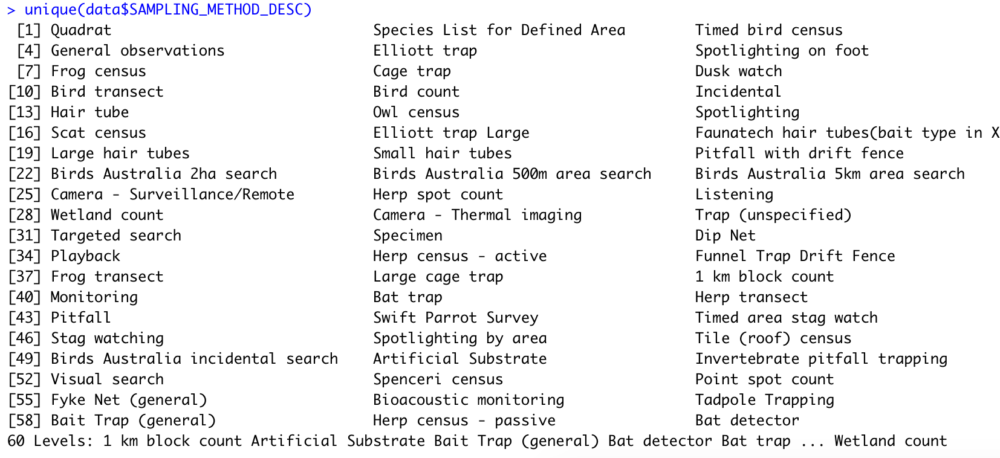 > unique(data$SAMPLING_METHOD_DESC)
 [1] Quadrat                              Species List for Defined Area        Timed bird census
 [4] General observations                 Elliott trap                         Spotlighting on foot
 [7] Frog census                          Cage trap                            Dusk watch
[10] Bird transect                        Bird count                           Incidental
[13] Hair tube                            Owl census                           Spotlighting
[16] Scat census                          Elliott trap Large                   Faunatech hair tubes(bait type in X
[19] Large hair tubes                     Small hair tubes                     Pitfall with drift fence
[22] Birds Australia 2ha search           Birds Australia 500m area search     Birds Australia 5km area search
[25] Camera - Surveillance/Remote         Herp spot count                      Listening
[28] Wetland count                        Camera - Thermal imaging             Trap (unspecified)
[31] Targeted search                      Specimen                             Dip Net
[34] Playback                             Herp census - active                 Funnel Trap Drift Fence
[37] Frog transect                        Large cage trap                      1 km block count
[40] Monitoring                           Bat trap                             Herp transect
[43] Pitfall                              Swift Parrot Survey                  Timed area stag watch
[46] Stag watching                        Spotlighting by area                 Tile (roof) census
[49] Birds Australia incidental search    Artificial Substrate                 Invertebrate pitfall trapping
[52] Visual search                        Spenceri census                      Point spot count
[55] Fyke Net (general)                   Bioacoustic monitoring               Tadpole Trapping
[58] Bait Trap (general)                  Herp census - passive                Bat detector
60 Levels: 1 km block count Artificial Substrate Bait Trap (general) Bat detector Bat trap ... Wetland count